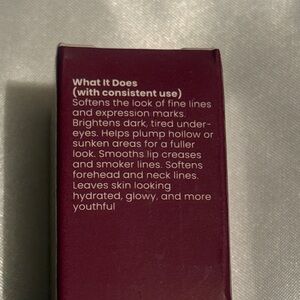 What It Does
(with consistent use)
Softens the look of fine lines
and expression marks.
Brightens dark, tired under-
eyes. Helps plump hollow or
sunken areas for a fuller
look. Smooths lip creases
and smoker lines. Softens
forehead and neck lines.
Leaves skin looking
hydrated, glowy, and more
youthful